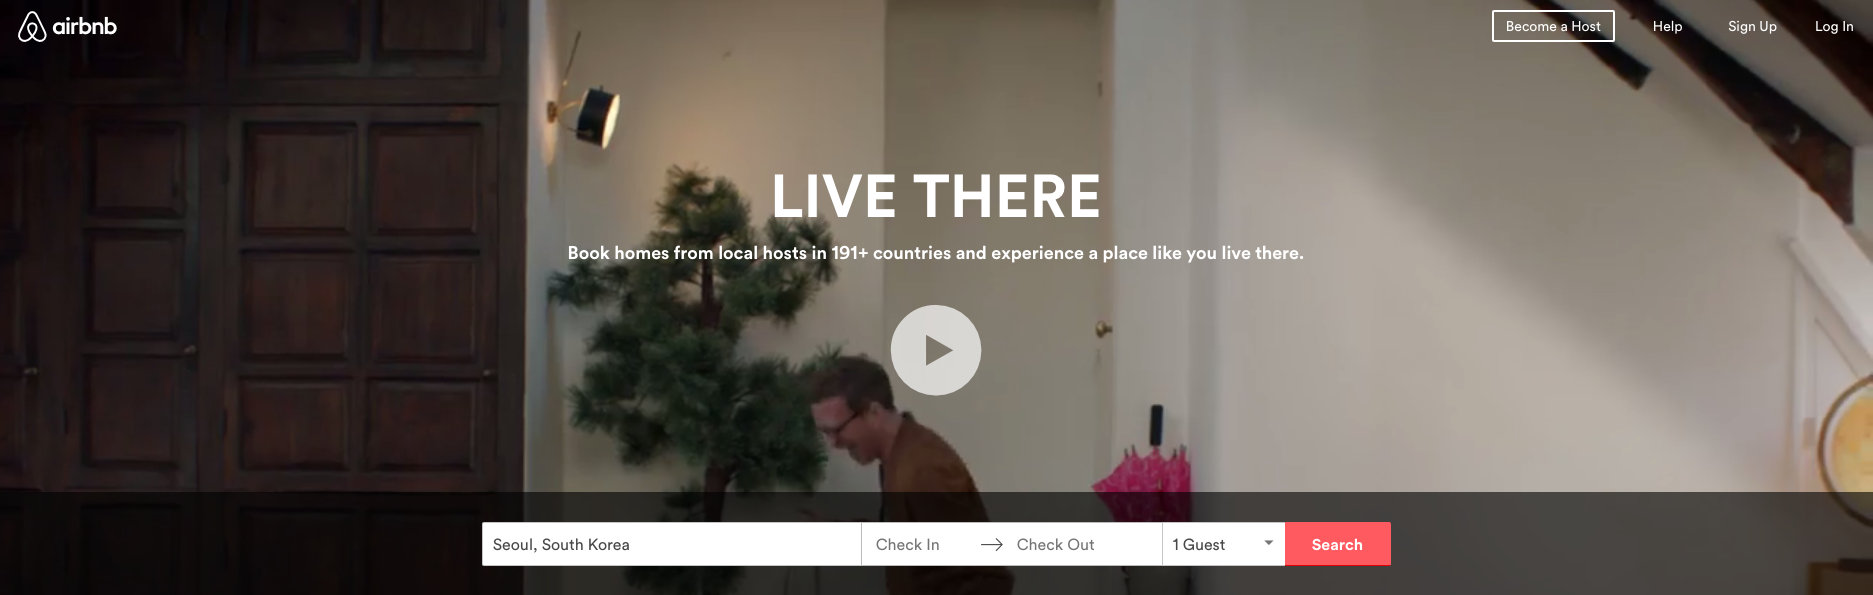 airbnb
Become a Host
Help
Sign Up
Log In
LIVE THERE
Book homes from local hosts in 191+ countries and experience a place like you live there.
Seoul, South Korea
Check In
Check Out
1 Guest
Search